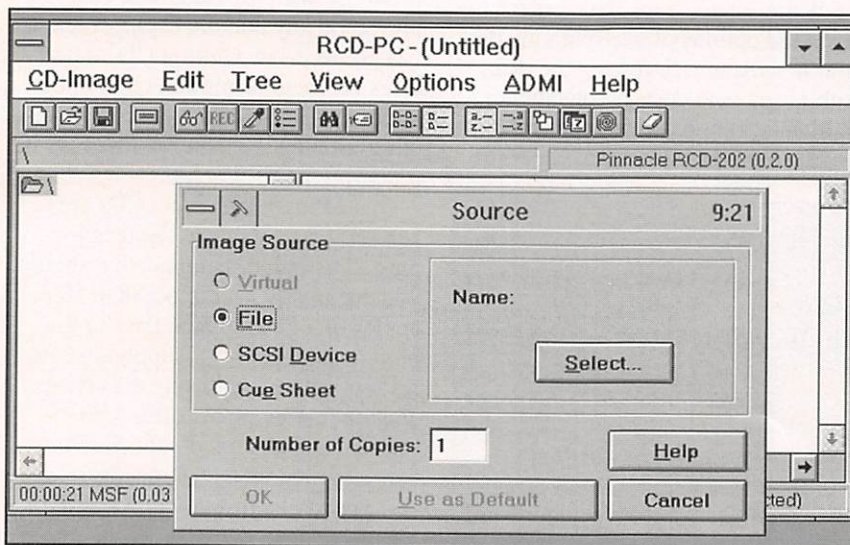 RCD-PC - (Untitled)
CD-Image Edit Tree View Options ADMI Help
REC
\ Pinnacle RCD-202 (0,2,0)
\
Source 9:21
Image Source
Virtual
File
SCSI Device
Cue Sheet
Name:
Select...
Number of Copies: 1
Help
OK Use as Default Cancel
00:00:21 MSF (0.03 cted)